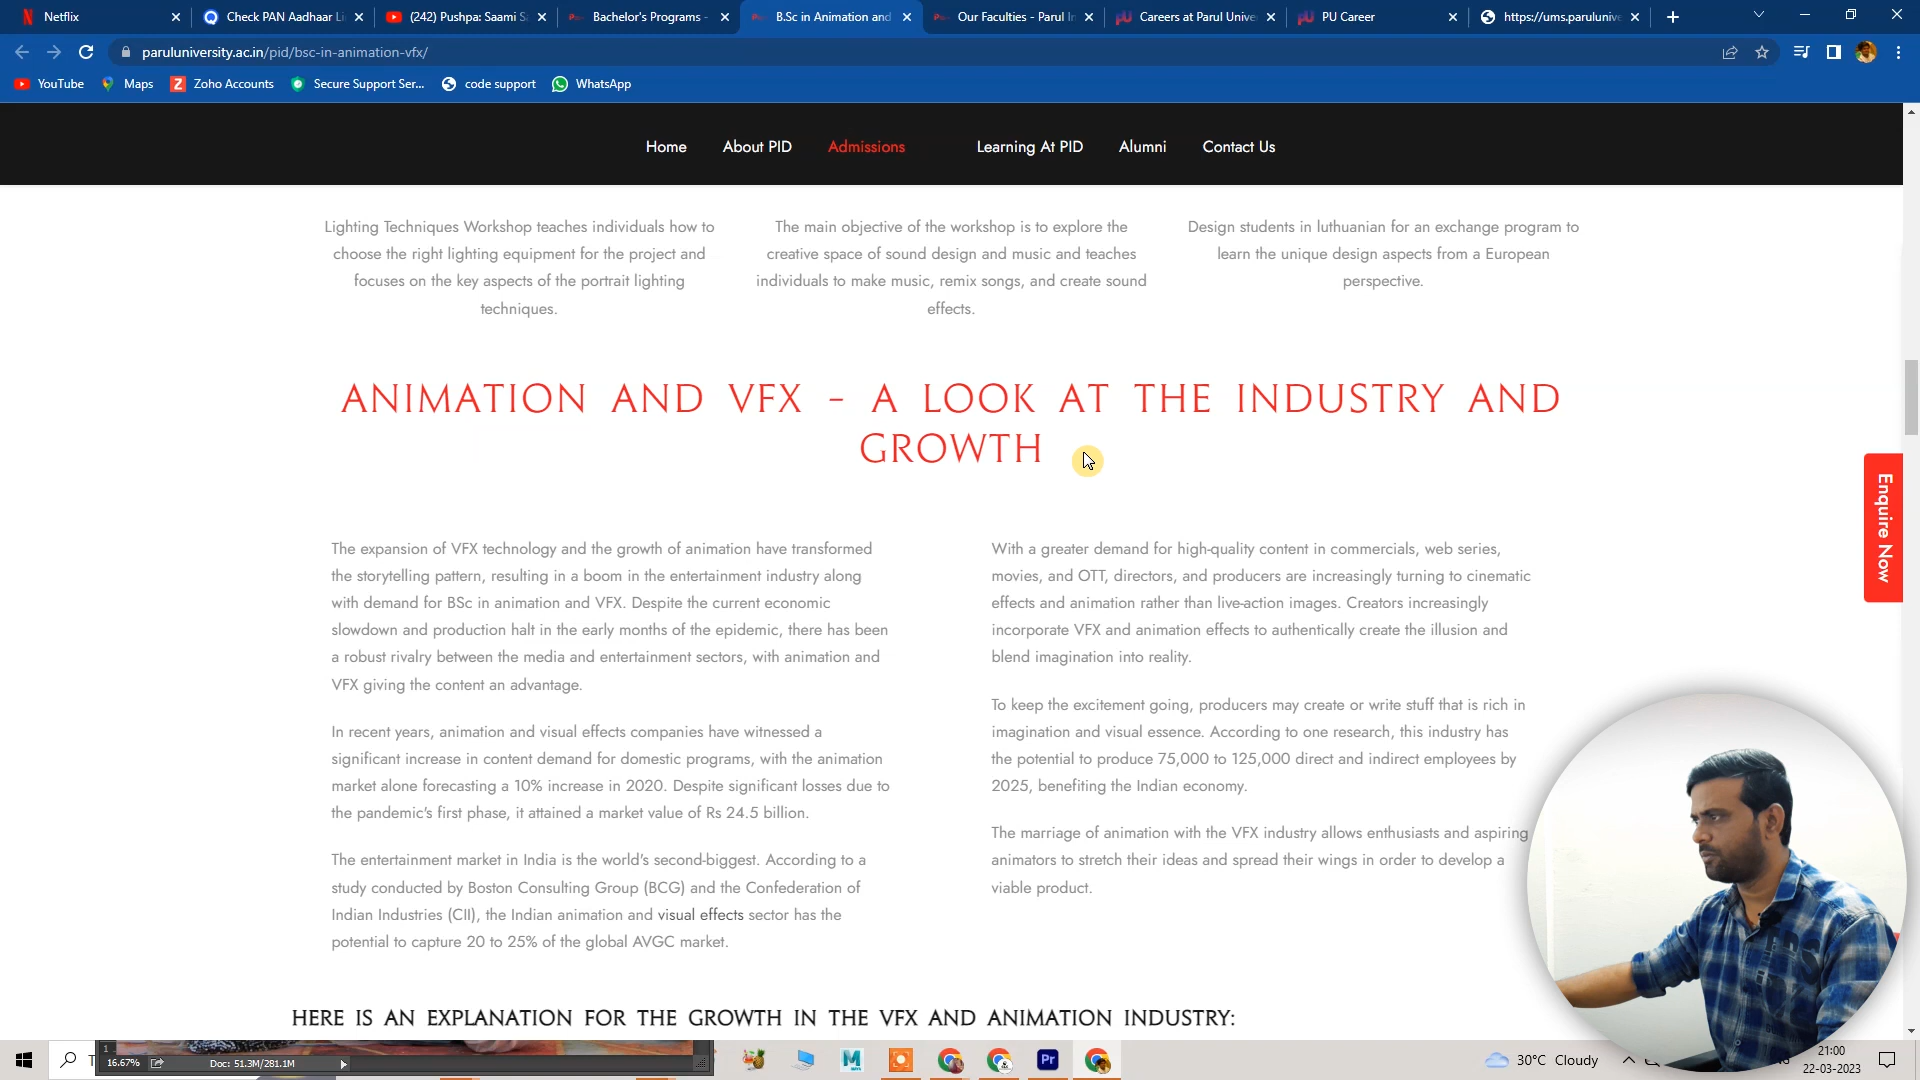 Netflix
Check PAN Aadhaar Li
(242) Pushpa: Saami S
Bachelor's Programs -
B.Sc in Animation and
Our Faculties - Parul In
Careers at Parul Unive
PU Career
https://ums.paruluniv
paruluniversity.ac.in/pid/bsc-in-animation-vfx/
YouTube
Maps
Zoho Accounts
Secure Support Ser...
code support
WhatsApp
Home
About PID
Admissions
Learning At PID
Alumni
Contact Us
Lighting Techniques Workshop teaches individuals how to
choose the right lighting equipment for the project and
focuses on the key aspects of the portrait lighting
techniques.
The main objective of the workshop is to explore the
creative space of sound design and music and teaches
individuals to make music, remix songs, and create sound
effects.
Design students in luthuanian for an exchange program to
learn the unique design aspects from a European
perspective.
ANIMATION AND VFX - A LOOK AT THE INDUSTRY AND
GROWTH
The expansion of VFX technology and the growth of animation have transformed
the storytelling pattern, resulting in a boom in the entertainment industry along
with demand for BSc in animation and VFX. Despite the current economic
slowdown and production halt in the early months of the epidemic, there has been
a robust rivalry between the media and entertainment sectors, with animation and
VFX giving the content an advantage.
In recent years, animation and visual effects companies have witnessed a
significant increase in content demand for domestic programs, with the animation
market alone forecasting a 10% increase in 2020. Despite significant losses due to
the pandemic's first phase, it attained a market value of Rs 24.5 billion.
The entertainment market in India is the world's second-biggest. According to a
study conducted by Boston Consulting Group (BCG) and the Confederation of
Indian Industries (CII), the Indian animation and visual effects sector has the
potential to capture 20 to 25% of the global AVGC market.
With a greater demand for high-quality content in commercials, web series,
movies, and OTT, directors, and producers are increasingly turning to cinematic
effects and animation rather than live-action images. Creators increasingly
incorporate VFX and animation effects to authentically create the illusion and
blend imagination into reality.
To keep the excitement going, producers may create or write stuff that is rich in
imagination and visual essence. According to one research, this industry has
the potential to produce 75,000 to 125,000 direct and indirect employees by
2025, benefiting the Indian economy.
The marriage of animation with the VFX industry allows enthusiasts and aspiring
animators to stretch their ideas and spread their wings in order to develop a
viable product.
Enquire Now
HERE IS AN EXPLANATION FOR THE GROWTH IN THE VFX AND ANIMATION INDUSTRY:
16.67%
Doc: 51.3M/281.1M
Pr
30°C Cloudy
21:00
22-03-2023